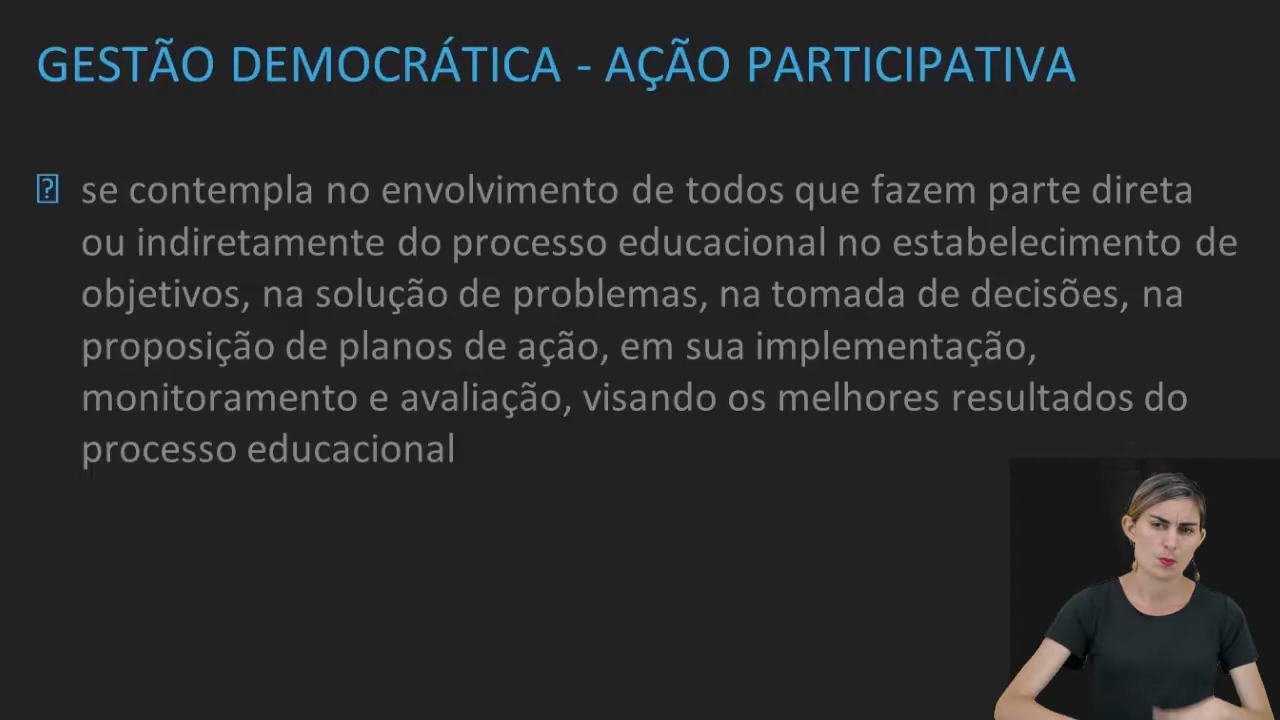 GESTÃO DEMOCRÁTICA - AÇÃO PARTICIPATIVA
se contempla no envolvimento de todos que fazem parte direta
ou indiretamente do processo educacional no estabelecimento de
objetivos, na solução de problemas, na tomada de decisões, na
proposição de planos de ação, em sua implementação,
monitoramento e avaliação, visando os melhores resultados do
processo educacional